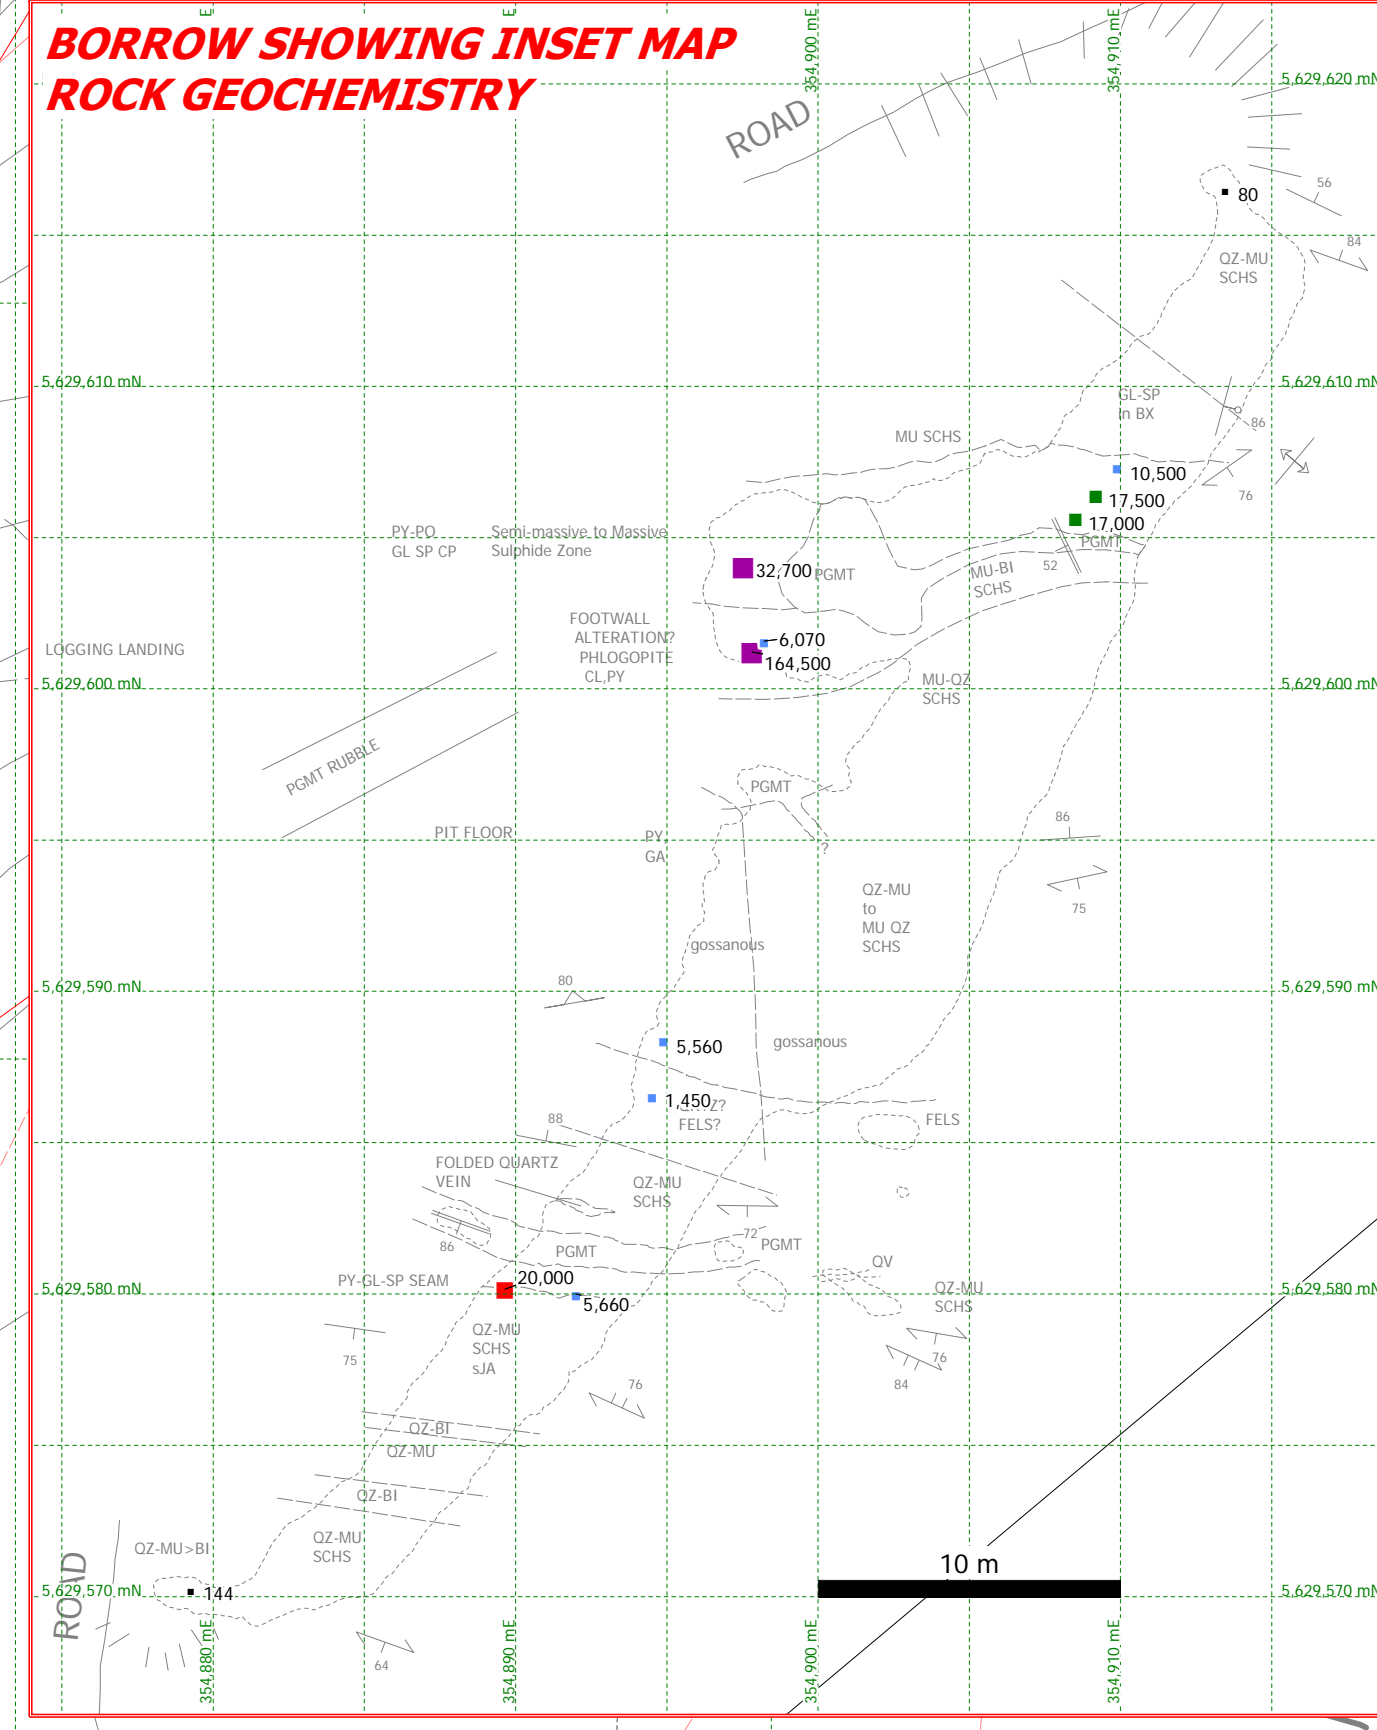 BORROW SHOWING INSET MAP
ROCK GEOCHEMISTRY
E
E
354,900 mE
354,910 mE
5,629,620 mN
ROAD
80
56
84
QZ-MU
SCHS
5,629,610 mN
5,629,610 mN
GL-SP
in BX
86
MU SCHS
10,500
76
17,500
17,000
PGMT
PY-PO
GL SP CP
Semi-massive to Massive
Sulphide Zone
52
32,700
PGMT
MU-BI
SCHS
FOOTWALL
ALTERATION?
PHLOGOPITE
CL,PY
6,070
164,500
LOGGING LANDING
5,629,600 mN
5,629,600 mN
MU-QZ
SCHS
PGMT RUBBLE
PGMT
PIT FLOOR
PY
GA
?
86
75
QZ-MU
to
MU QZ
SCHS
gossanous
80
5,629,590 mN
5,629,590 mN
5,560
gossanous
1,450
QRTZ?
FELS?
FELS
88
FOLDED QUARTZ
VEIN
QZ-MU
SCHS
72
86
PGMT
PGMT
QV
PY-GL-SP SEAM
20,000
5,660
5,629,580 mN
5,629,580 mN
QZ-MU
SCHS
QZ-MU
SCHS
sJA
75
76
84
76
QZ-BI
QZ-MU
QZ-BI
QZ-MU>BI
QZ-MU
SCHS
10 m
ROAD
144
5,629,570 mN
5,629,570 mN
64
354,880 mE
354,890 mE
354,900 mE
354,910 mE